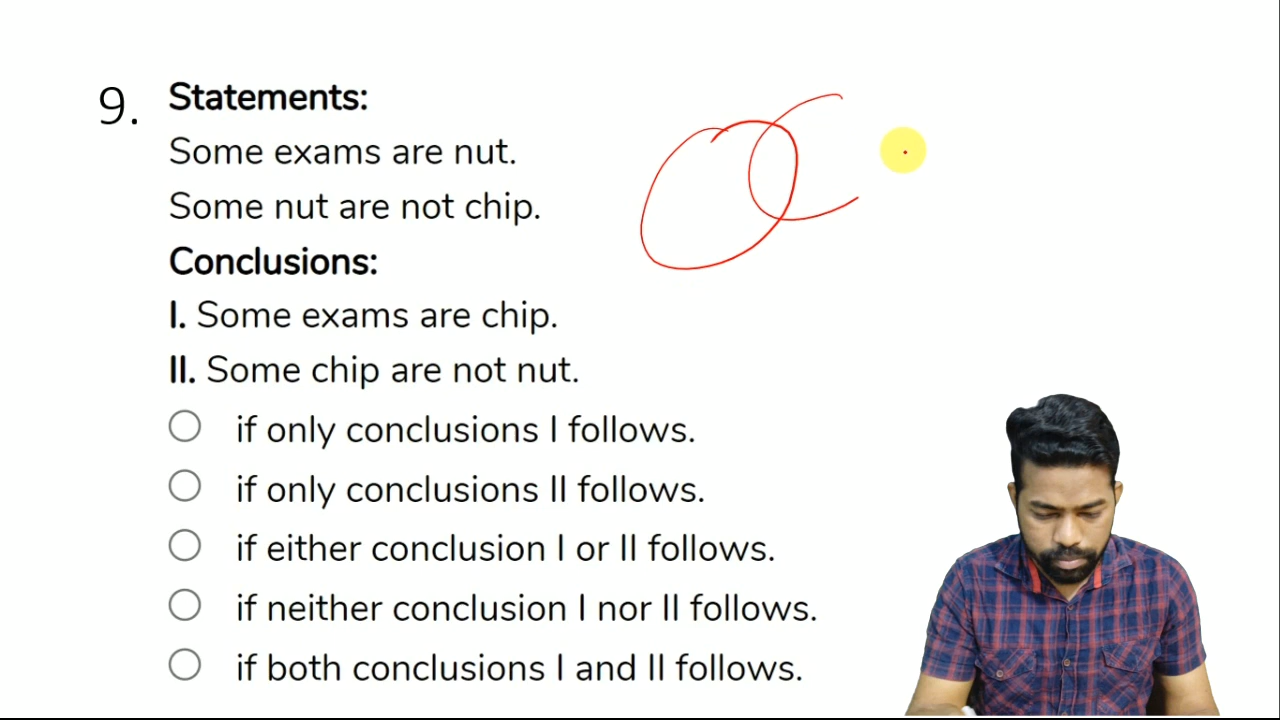 9.
Statements:
Some exams are nut.
Some nut are not chip.
Conclusions:
I. Some exams are chip.
II. Some chip are not nut.
if only conclusions I follows.
if only conclusions II follows.
if either conclusion I or II follows.
if neither conclusion I nor II follows.
if both conclusions I and II follows.